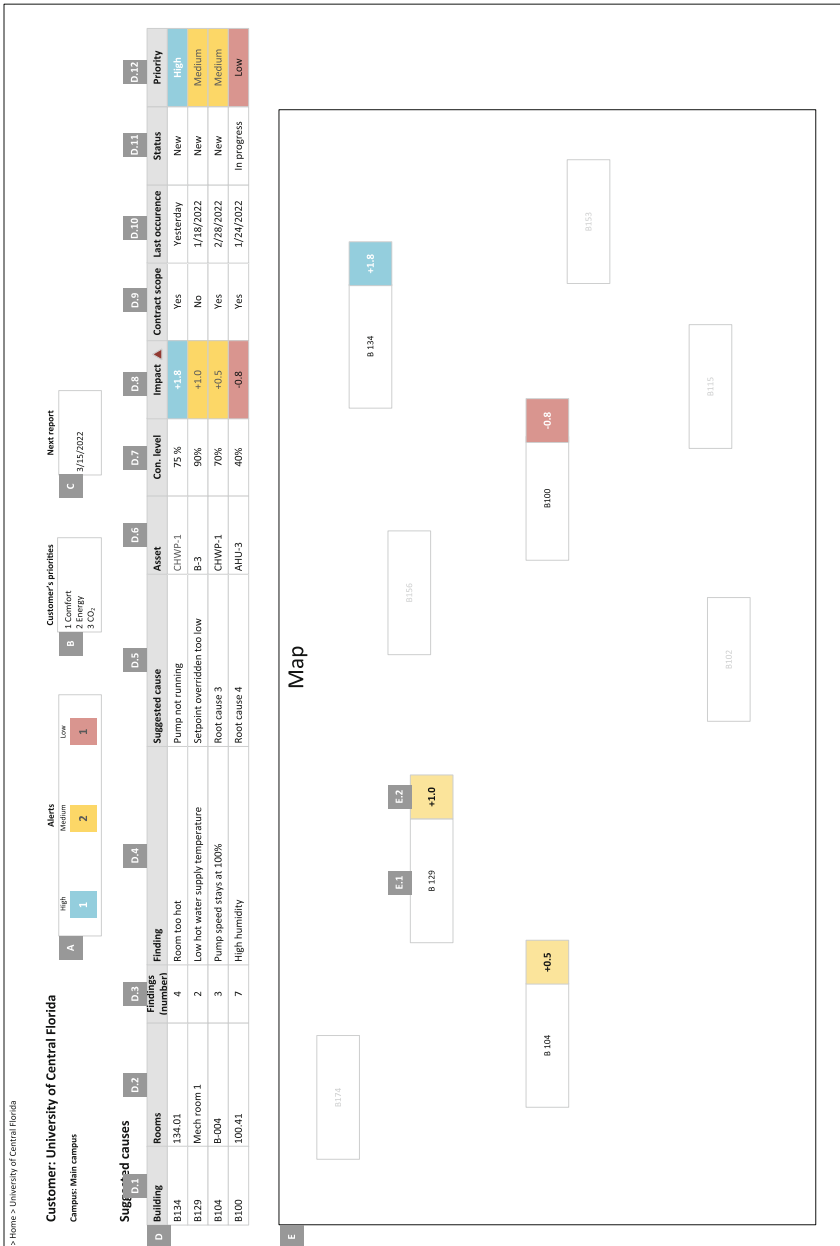 > Home > University of Central Florida
Customer: University of Central Florida
Campus: Main campus
A
Alerts
High Medium Low
1 2 1
B
Customer's priorities
1 Comfort
2 Energy
3 CO₂
C
Next report
3/15/2022
Suggested causes
D.1 D.2 D.3 D.4 D.5 D.6 D.7 D.8 D.9 D.10 D.11 D.12
D
Building Rooms Findings (number) Finding Suggested cause Asset Con. level Impact ▲ Contract scope Last occurence Status Priority
B134 134.01 4 Room too hot Pump not running CHWP-1 75 % +1.8 Yes Yesterday New High
B129 Mech room 1 2 Low hot water supply temperature Setpoint overridden too low B-3 90% +1.0 No 1/18/2022 New Medium
B104 B-004 3 Pump speed stays at 100% Root cause 3 CHWP-1 70% +0.5 Yes 2/28/2022 New Medium
B100 100.41 7 High humidity Root cause 4 AHU-3 40% -0.8 Yes 1/24/2022 In progress Low
E
Map
B174
B 134 +1.8
B156
E.1 E.2
B 129 +1.0
B 104 +0.5
B100 -0.8
B153
B115
B102